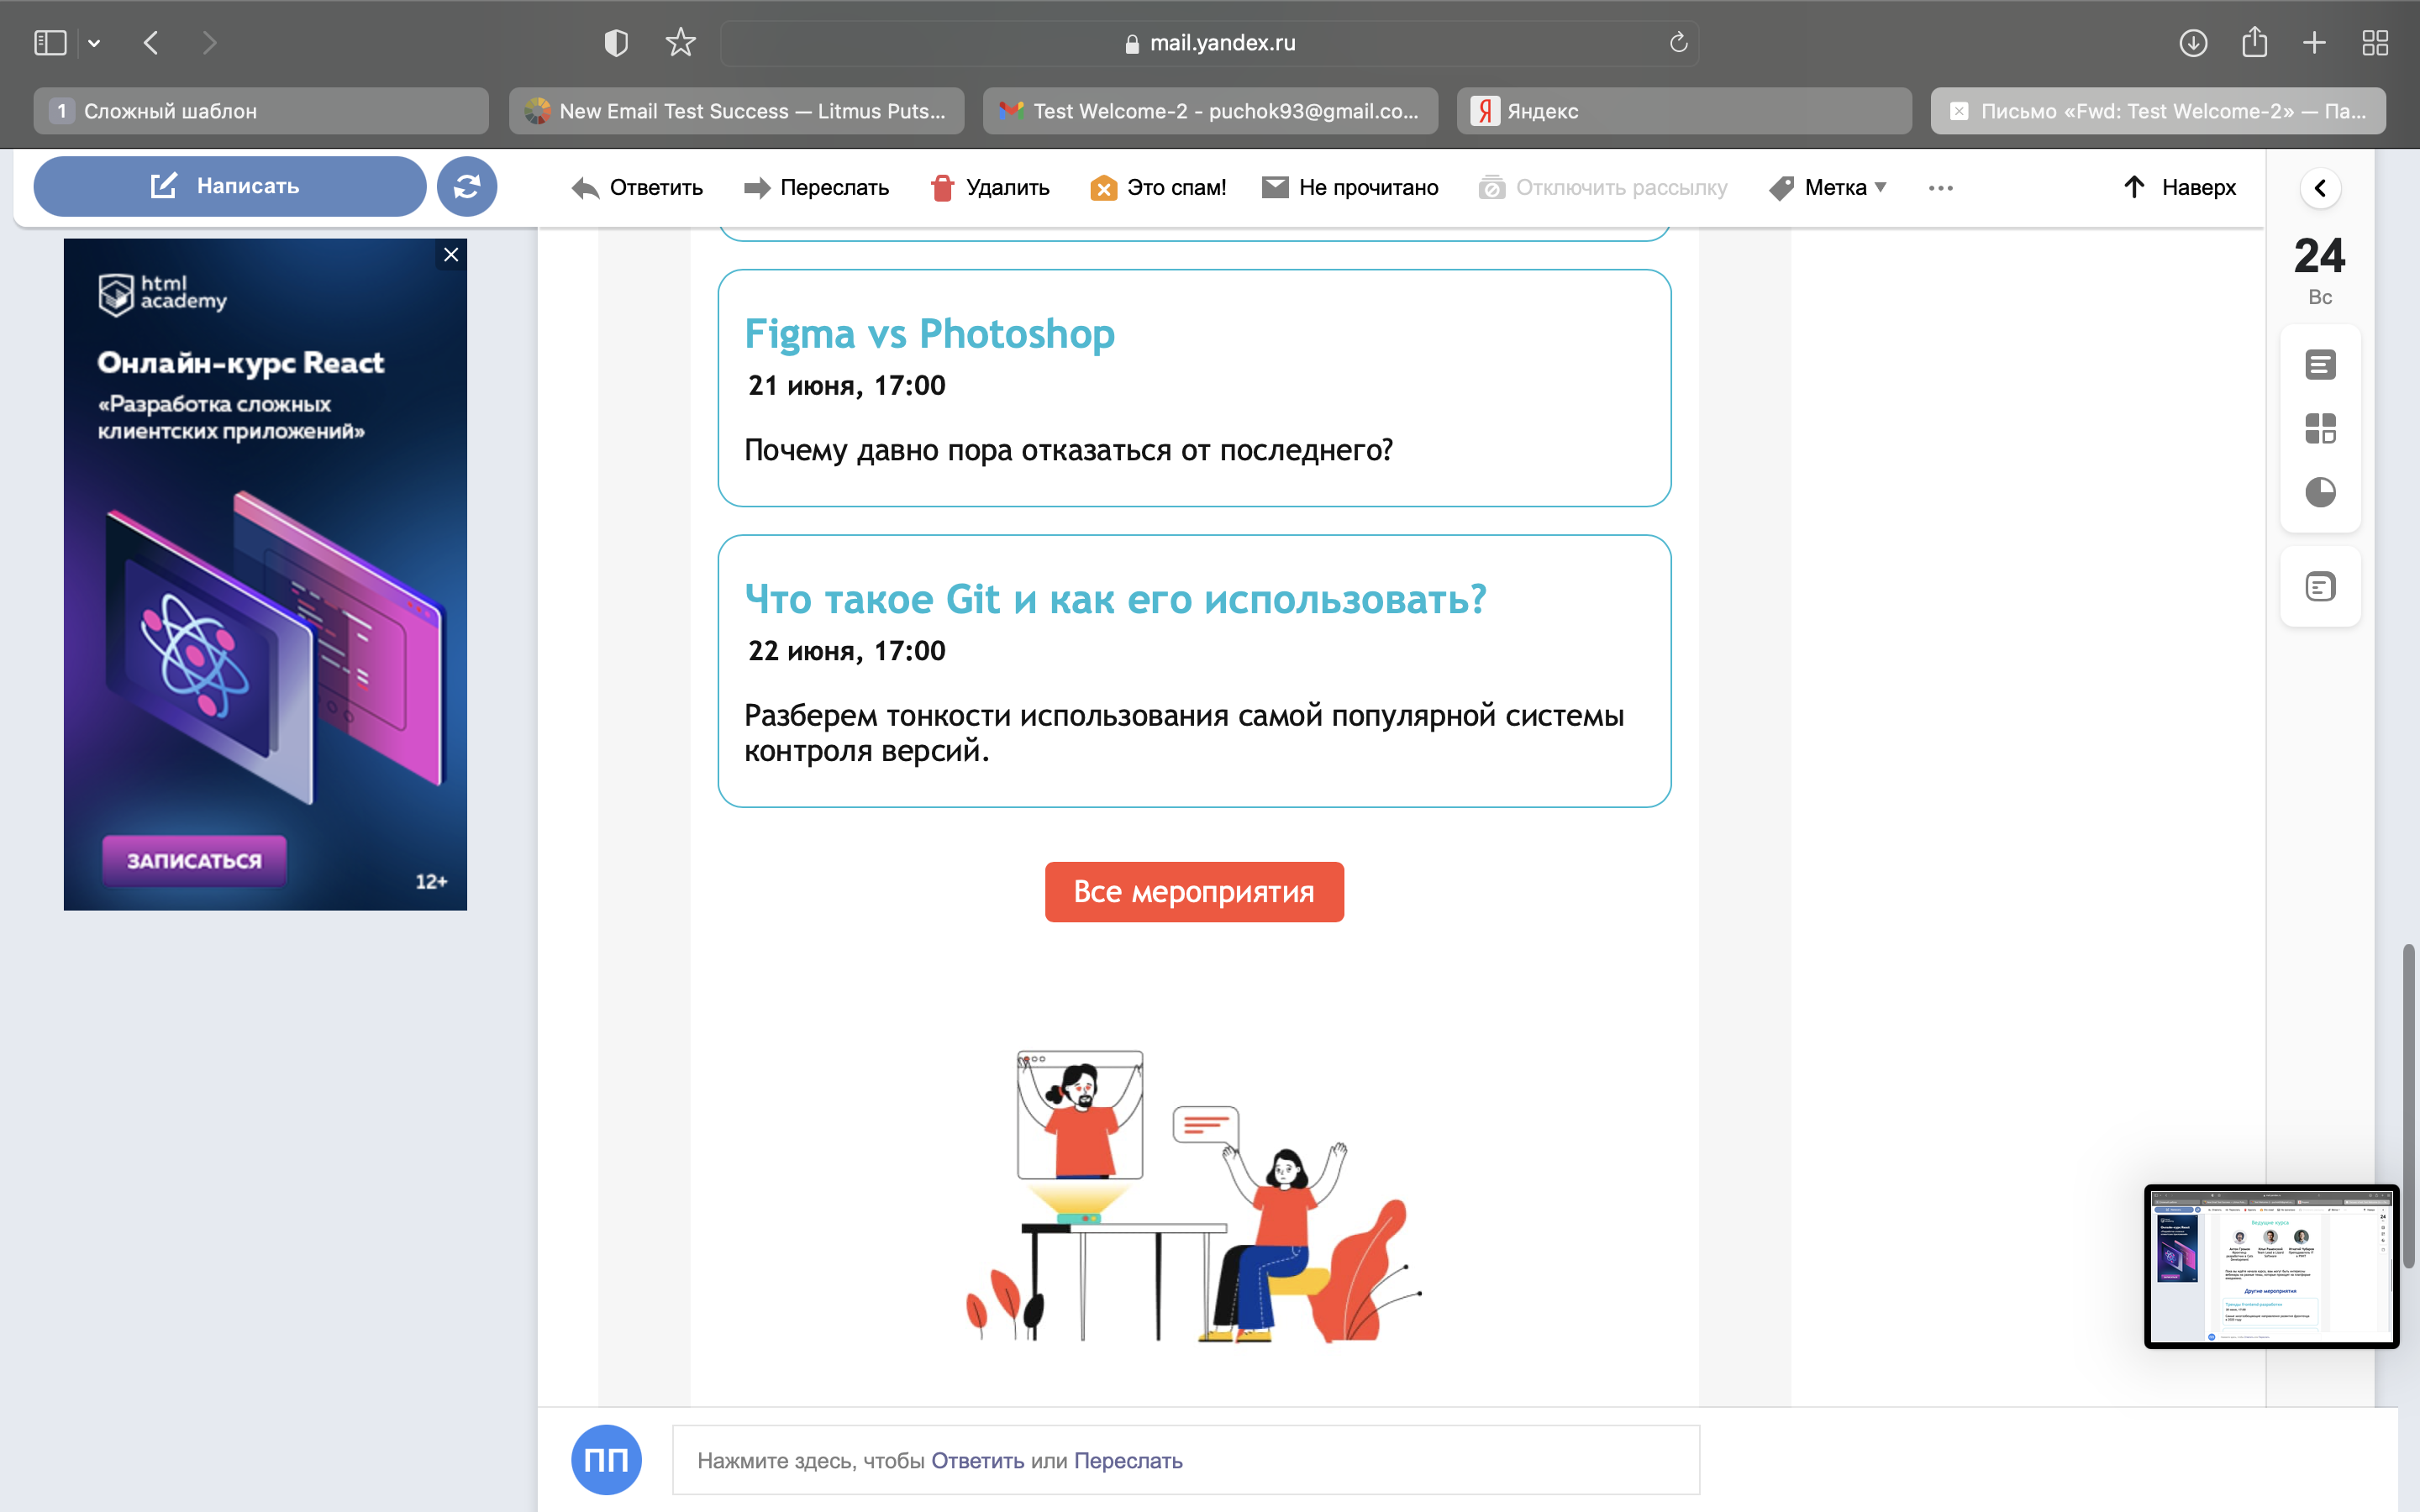 mail.yandex.ru
1 Сложный шаблон
New Email Test Success — Litmus Puts...
Test Welcome-2 - puchok93@gmail.co...
Яндекс
Письмо «Fwd: Test Welcome-2» — Па...
Написать
Ответить
Переслать
Удалить
Это спам!
Не прочитано
Отключить рассылку
Метка
Наверх
24
Вс
html
academy
Онлайн-курс React
«Разработка сложных
клиентских приложений»
ЗАПИСАТЬСЯ
12+
Figma vs Photoshop
21 июня, 17:00
Почему давно пора отказаться от последнего?
Что такое Git и как его использовать?
22 июня, 17:00
Разберем тонкости использования самой популярной системы
контроля версий.
Все мероприятия
Ведущие курса
Другие мероприятия
ПП
Нажмите здесь, чтобы Ответить или Переслать